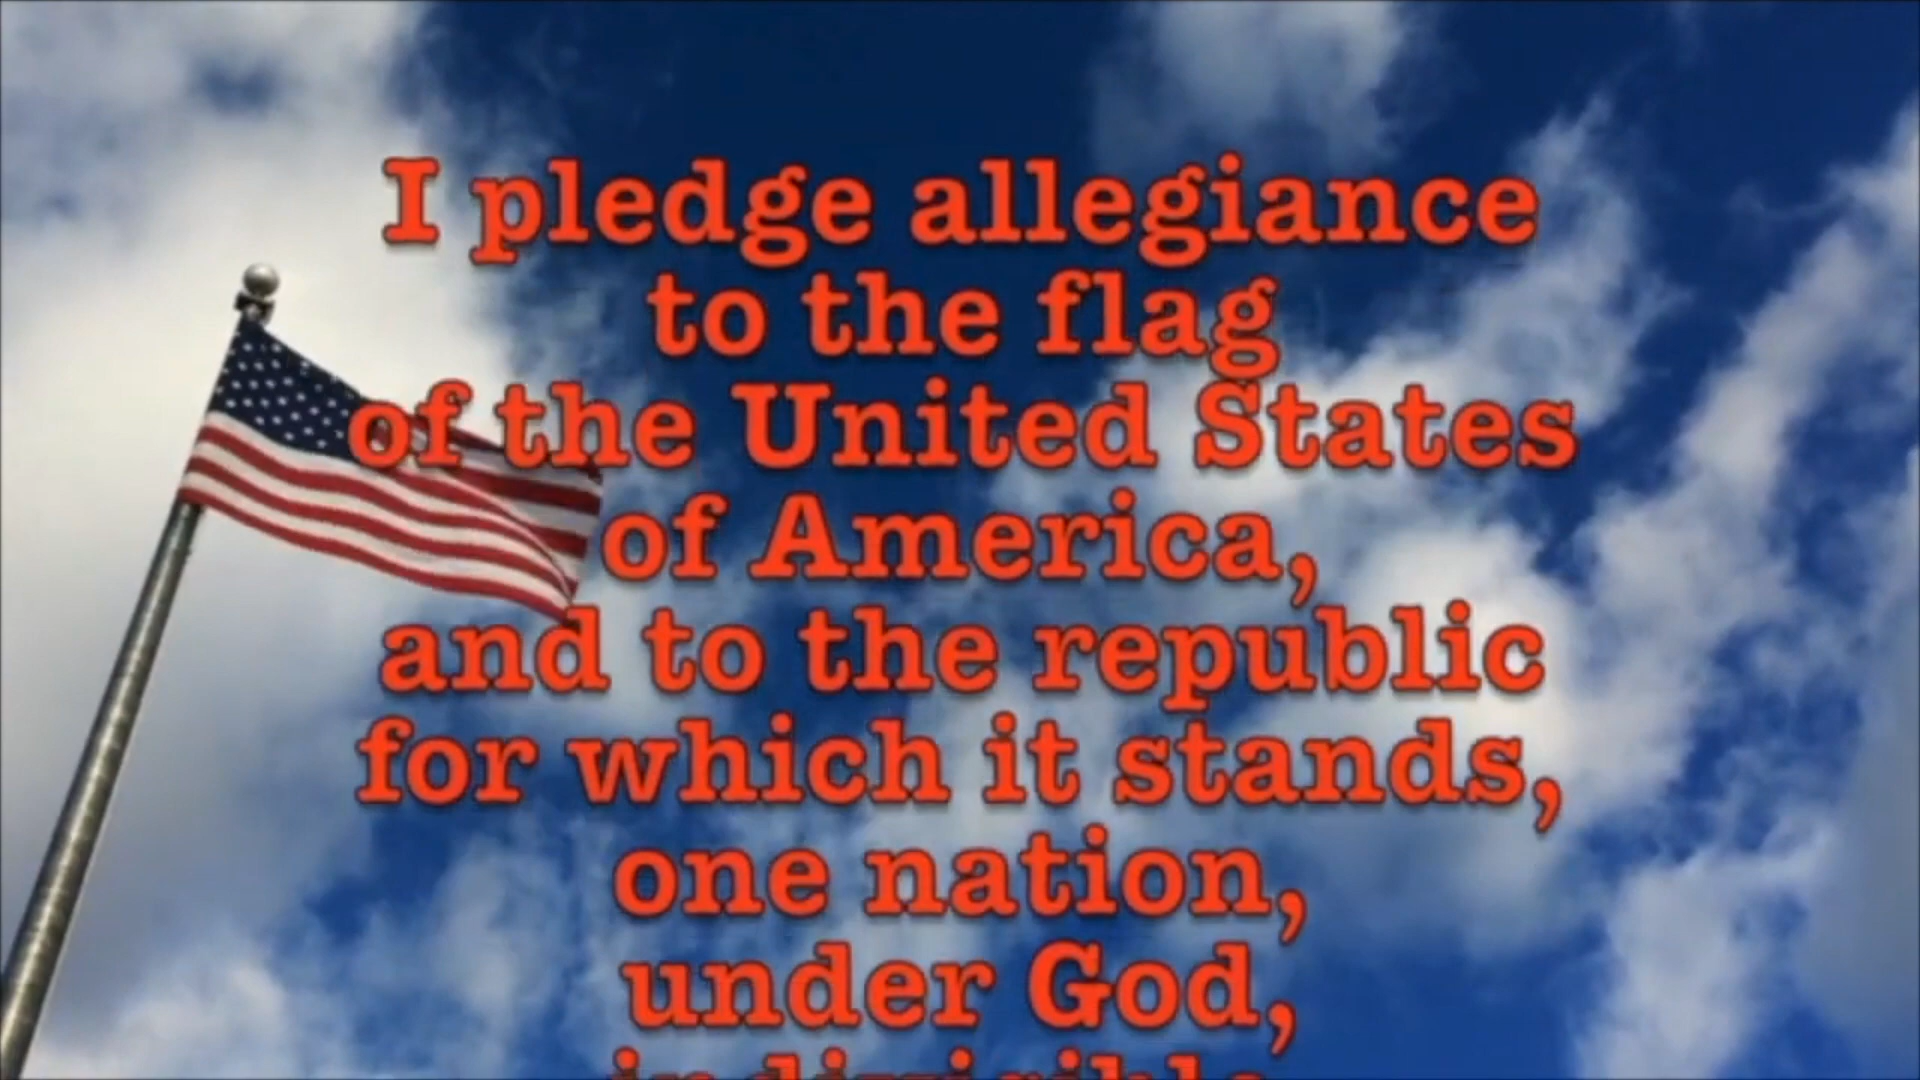 I pledge allegiance
to the flag
of the United States
of America,
and to the republic
for which it stands,
one nation,
under God,
indivisible